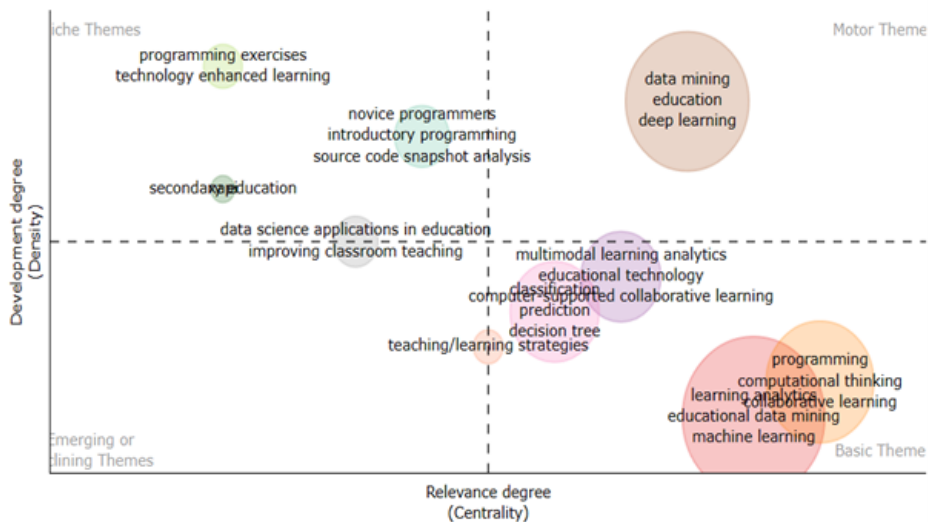 iche Themes
Motor Theme
programming exercises
technology enhanced learning
data mining
education
deep learning
novice programmers
introductory programming
source code snapshot analysis
secondary education
data science applications in education
improving classroom teaching
multimodal learning analytics
educational technology
computer-supported collaborative learning
classification
prediction
decision tree
teaching/learning strategies
programming
computational thinking
collaborative learning
learning analytics
educational data mining
machine learning
Emerging or
clining Themes
Basic Theme
Development degree
(Density)
Relevance degree
(Centrality)